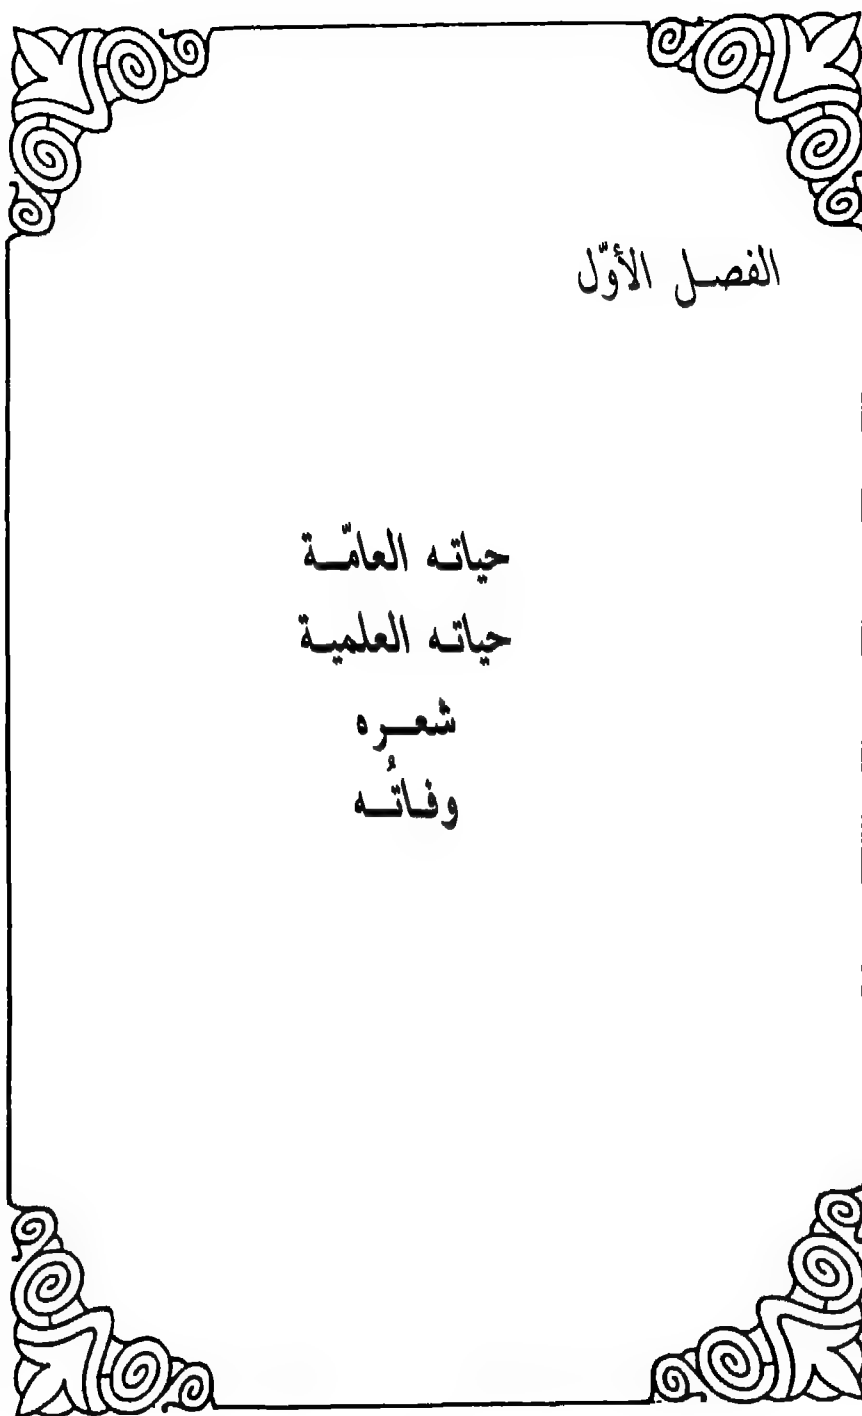 الفصل الأوّل
حياته العامّة
حياته العلمية
شعره
وفاتُه